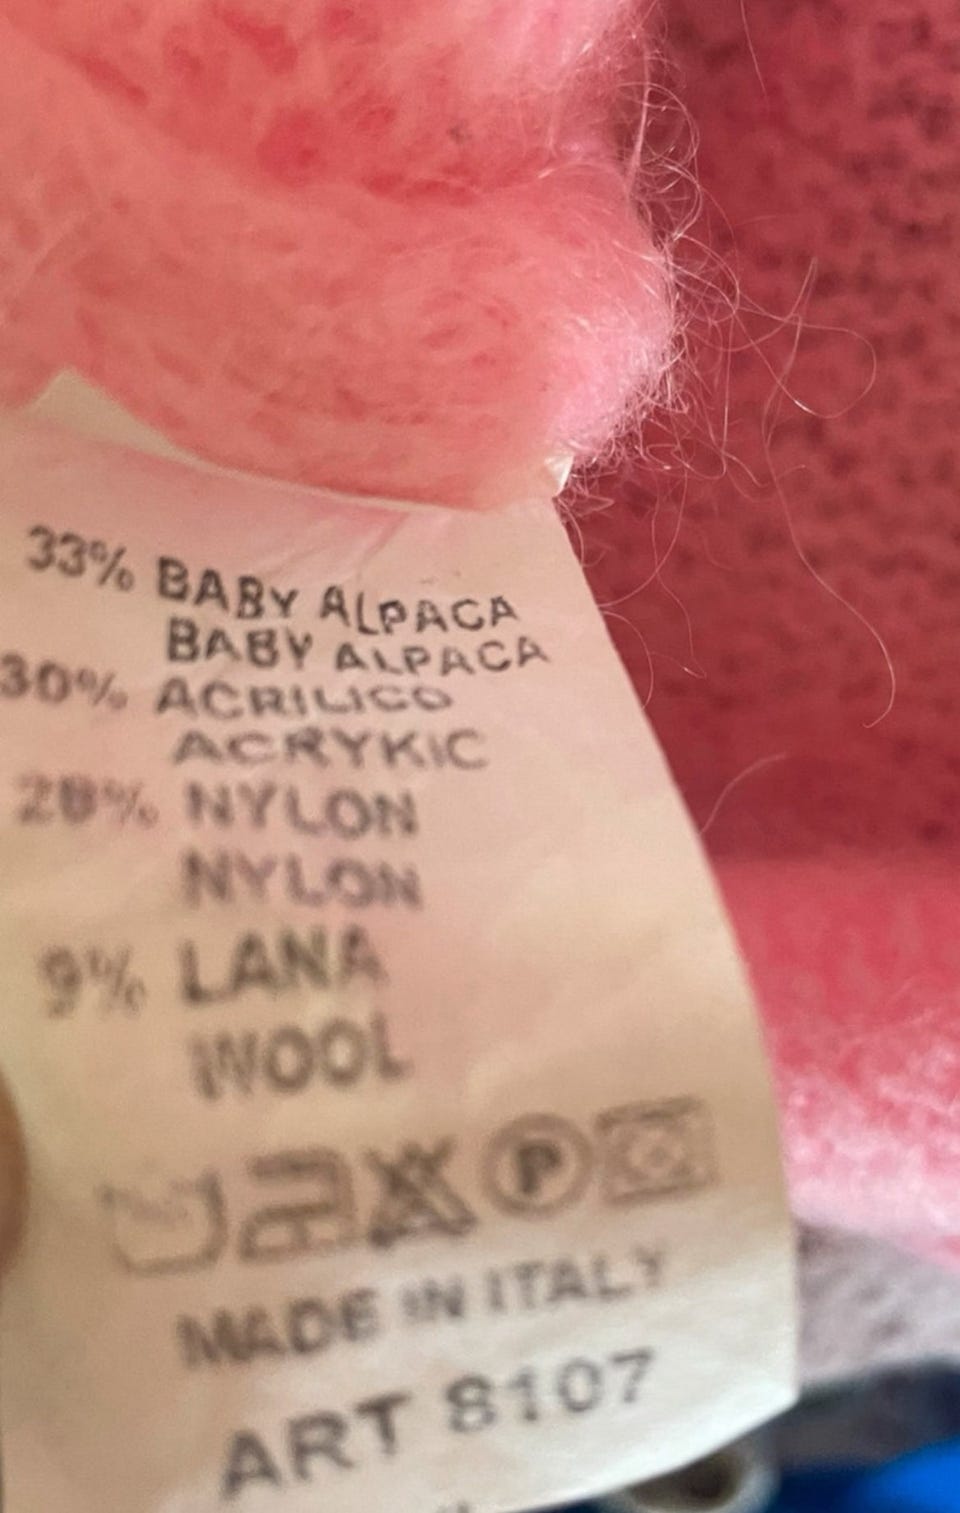 33% BABY ALPACA
BABY ALPACA
30% ACRILICO
ACRYKIC
28% NYLON
NYLON
9% LANA
WOOL
P
MADE IN ITALY
ART 8107